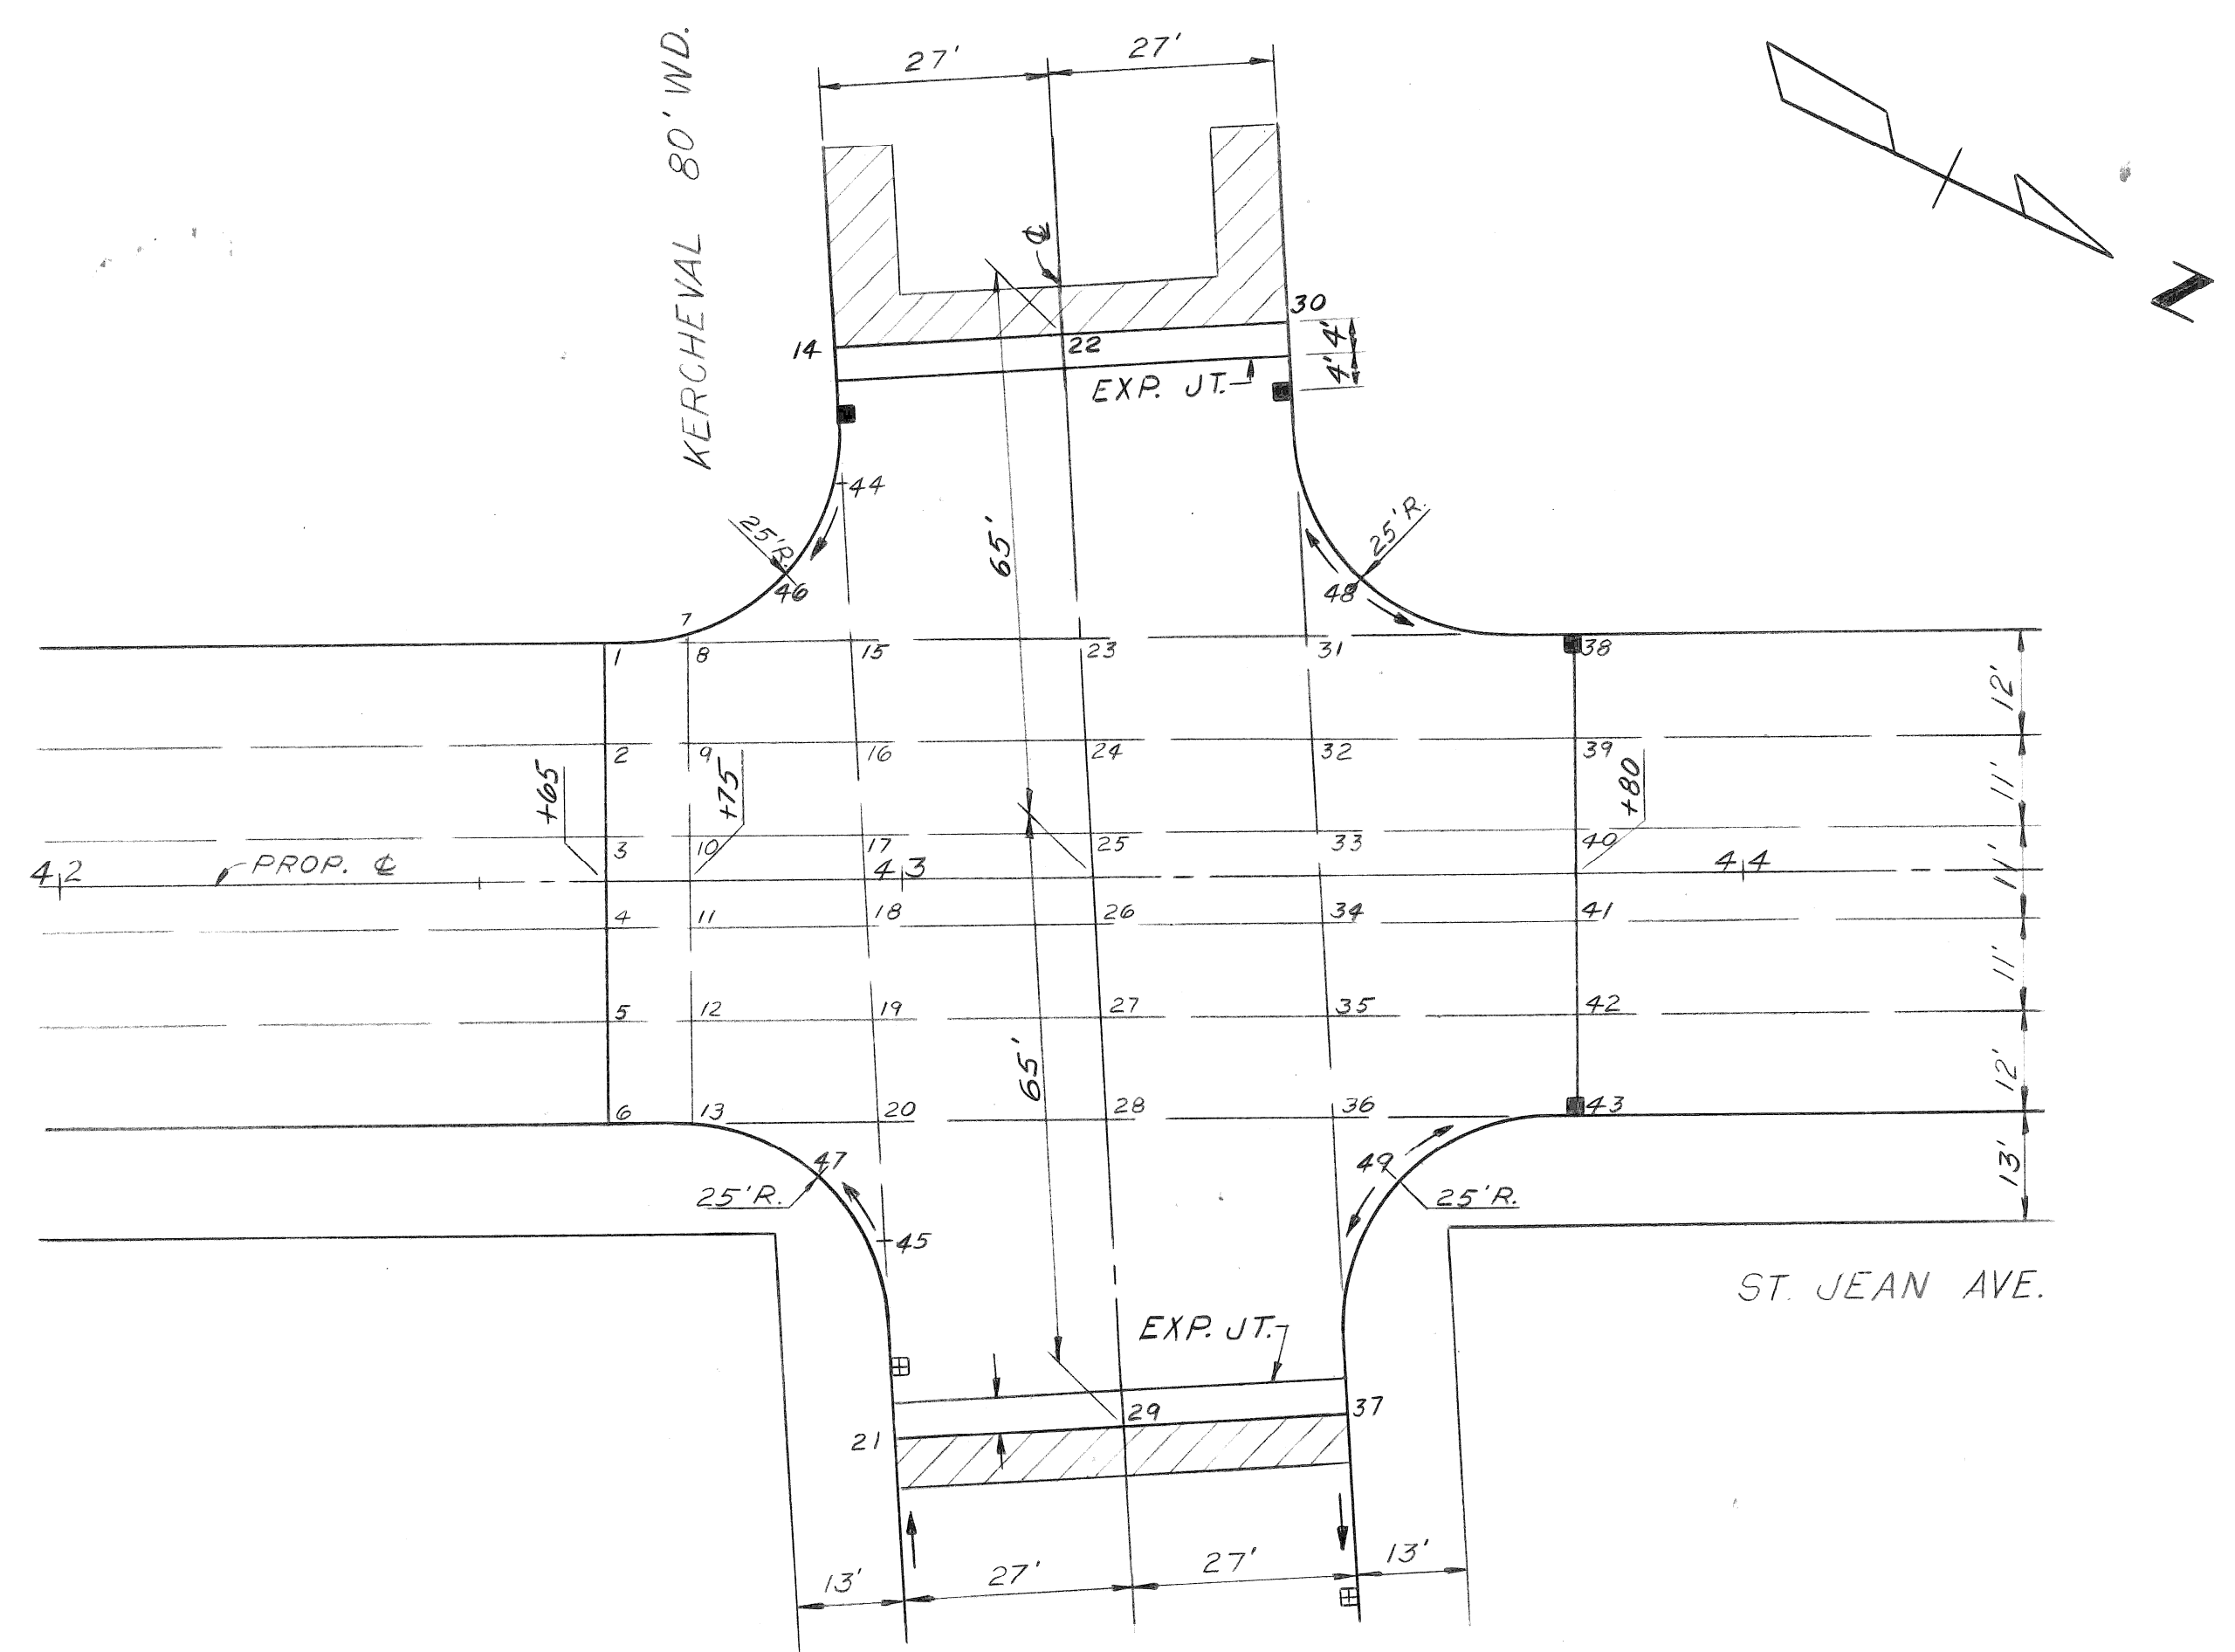 KERCHEVAL 80' WD.
27' 27'
N
℄
30
14 22
4' 4'
EXP. JT.
44
65'
25'R. 25'R.
46 48
7
1 8 15 23 31 38
12'
2 9 16 24 32 39
+65 +75 +80
11'
3 10 17 25 33 40
42 PROP. ℄ 43 44
11'
4 11 18 26 34 41
11'
5 12 19 27 35 42
65'
12'
6 13 20 28 36 43
47 49
13'
25'R. 25'R.
45
ST. JEAN AVE.
EXP. JT.
29 37
21
13' 27' 27' 13'